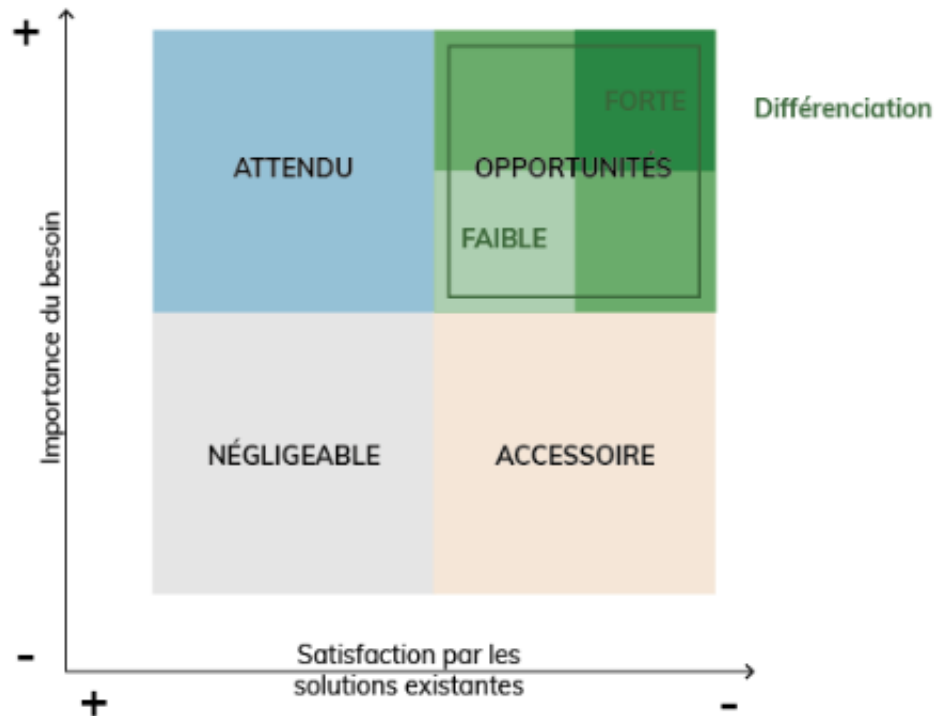 +
FORTE
Différenciation
ATTENDU
OPPORTUNITÉS
FAIBLE
Importance du besoin
NÉGLIGEABLE
ACCESSOIRE
-
Satisfaction par les
solutions existantes
+
-